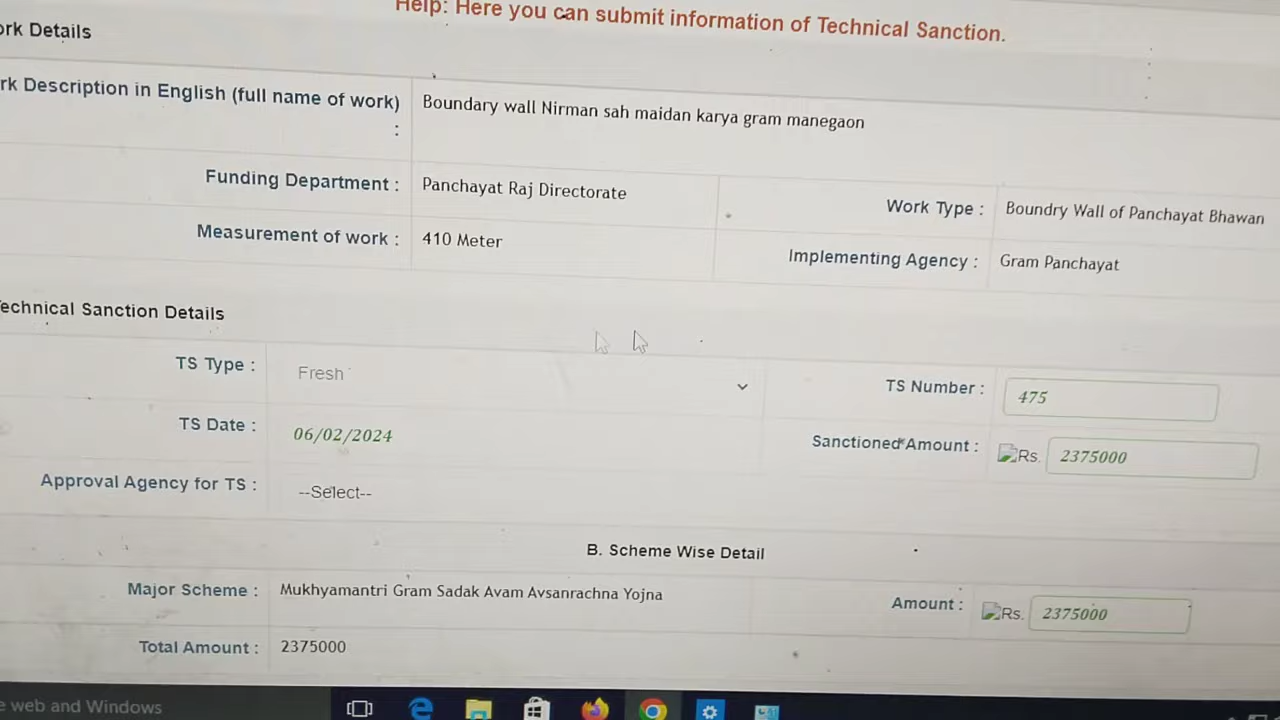 Help: Here you can submit information of Technical Sanction.
ork Details
rk Description in English (full name of work) : Boundary wall Nirman sah maidan karya gram manegaon
Funding Department : Panchayat Raj Directorate Work Type : Boundry Wall of Panchayat Bhawan
Measurement of work : 410 Meter Implementing Agency : Gram Panchayat
echnical Sanction Details
TS Type : Fresh TS Number : 475
TS Date : 06/02/2024 Sanctioned Amount : Rs. 2375000
Approval Agency for TS : --Select--
B. Scheme Wise Detail
Major Scheme : Mukhyamantri Gram Sadak Avam Avsanrachna Yojna Amount : Rs. 2375000
Total Amount : 2375000
e web and Windows